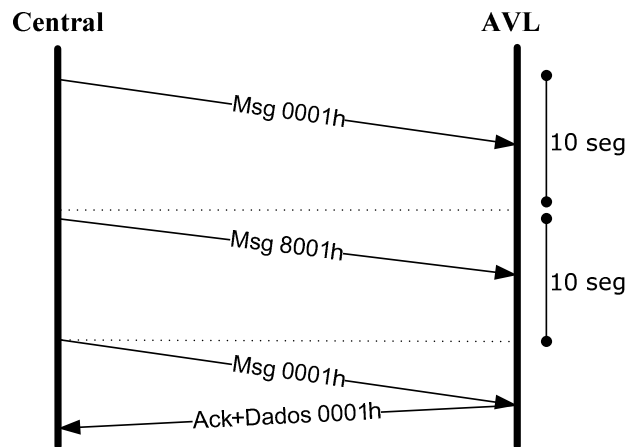 Central
AVL
Msg 0001h
10 seg
Msg 8001h
10 seg
Msg 0001h
Ack+Dados 0001h